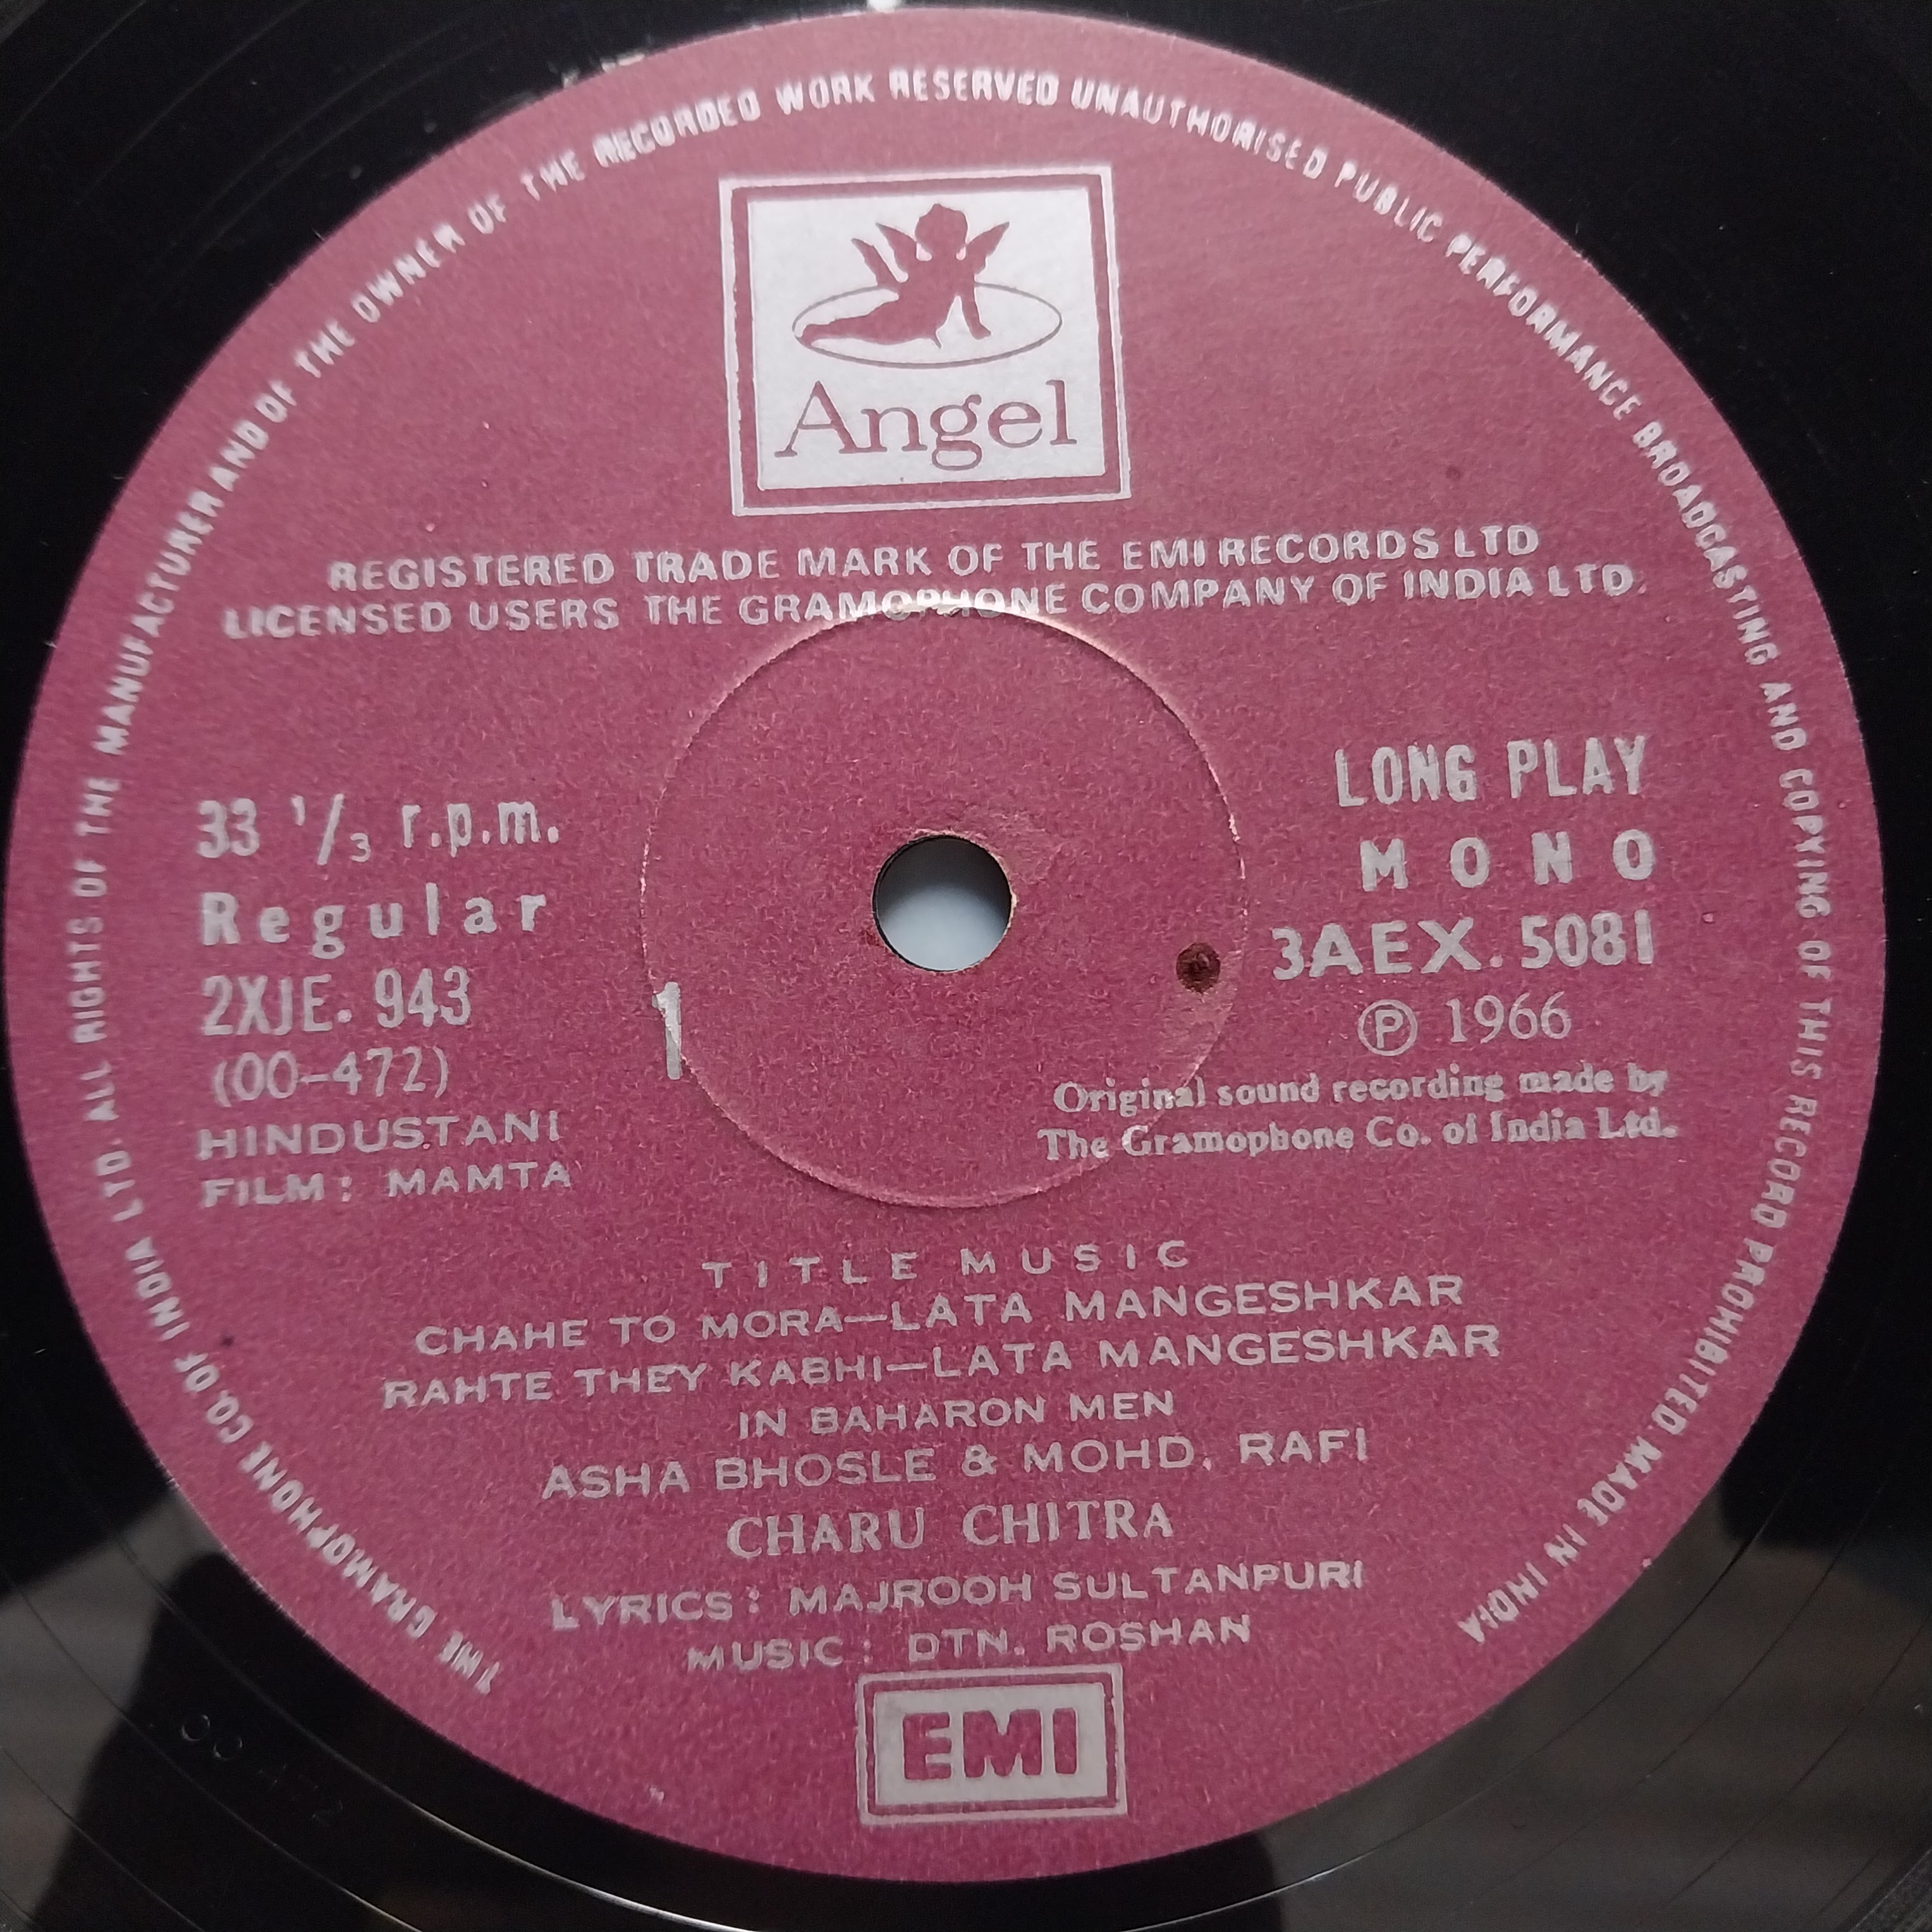 THE GRAMOPHONE CO. OF INDIA LTD. ALL RIGHTS OF THE MANUFACTURER AND OF THE OWNER OF THE RECORDED WORK RESERVED UNAUTHORISED PUBLIC PERFORMANCE BROADCASTING AND COPYING OF THIS RECORD PROHIBITED. MADE IN INDIA
Angel
REGISTERED TRADE MARK OF THE EMI RECORDS LTD
LICENSED USERS THE GRAMOPHONE COMPANY OF INDIA LTD.
33 1/3 r.p.m.
Regular
2XJE. 943
(00-472)
HINDUSTANI
FILM : MAMTA
1
LONG PLAY
MONO
3AEX. 5081
℗ 1966
Original sound recording made by
The Gramophone Co. of India Ltd.
TITLE MUSIC
CHAHE TO MORA—LATA MANGESHKAR
RAHTE THEY KABHI—LATA MANGESHKAR
IN BAHARON MEN
ASHA BHOSLE & MOHD. RAFI
CHARU CHITRA
LYRICS : MAJROOH SULTANPURI
MUSIC : DTN. ROSHAN
EMI